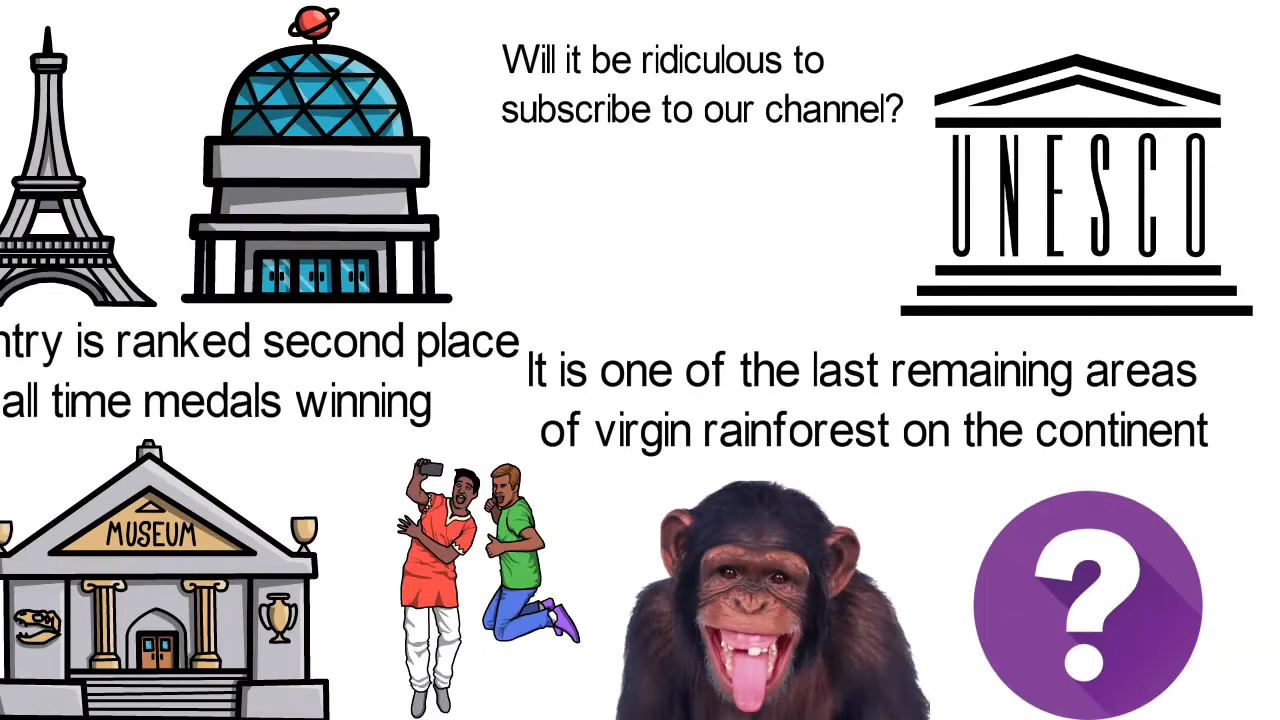 Will it be ridiculous to
subscribe to our channel?
UNESCO
is ranked second place
all time medals winning
It is one of the last remaining areas
of virgin rainforest on the continent
MUSEUM